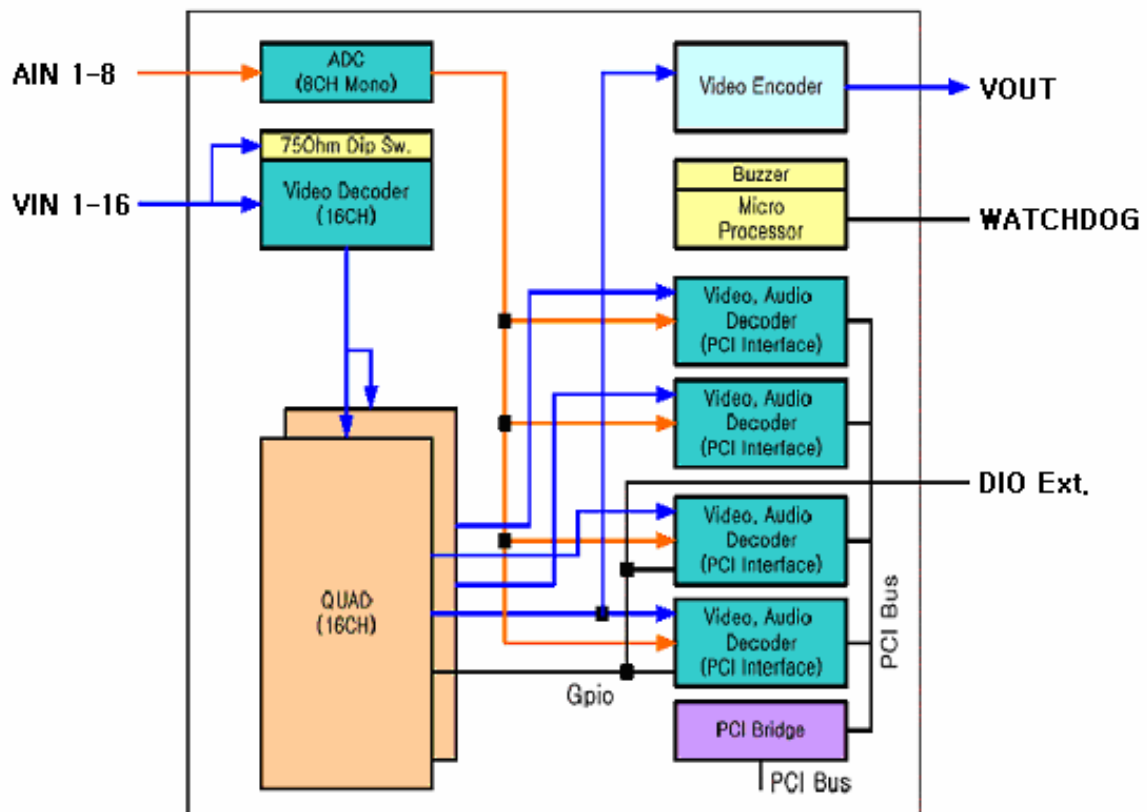 AIN 1-8
ADC
(8CH Mono)
Video Encoder
VOUT
75Ohm Dip Sw.
VIN 1-16
Video Decoder
(16CH)
Buzzer
Micro
Processor
WATCHDOG
Video, Audio
Decoder
(PCI Interface)
Video, Audio
Decoder
(PCI Interface)
DIO Ext.
Video, Audio
Decoder
(PCI Interface)
QUAD
(16CH)
Video, Audio
Decoder
(PCI Interface)
PCI Bus
Gpio
PCI Bridge
PCI Bus